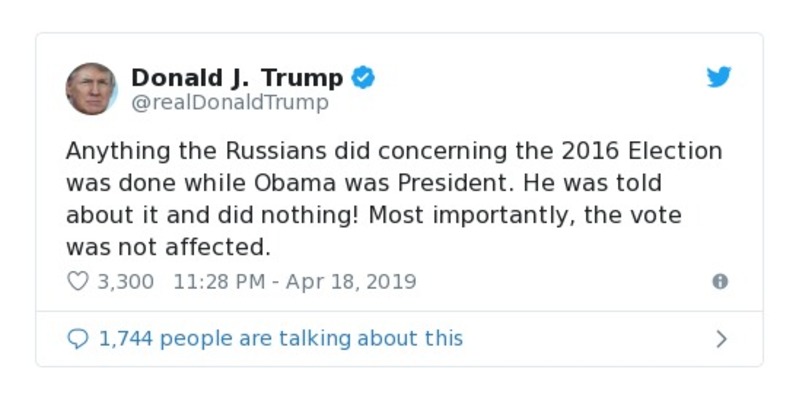 Donald J. Trump
@realDonaldTrump
Anything the Russians did concerning the 2016 Election
was done while Obama was President. He was told
about it and did nothing! Most importantly, the vote
was not affected.
3,300 11:28 PM - Apr 18, 2019
1,744 people are talking about this